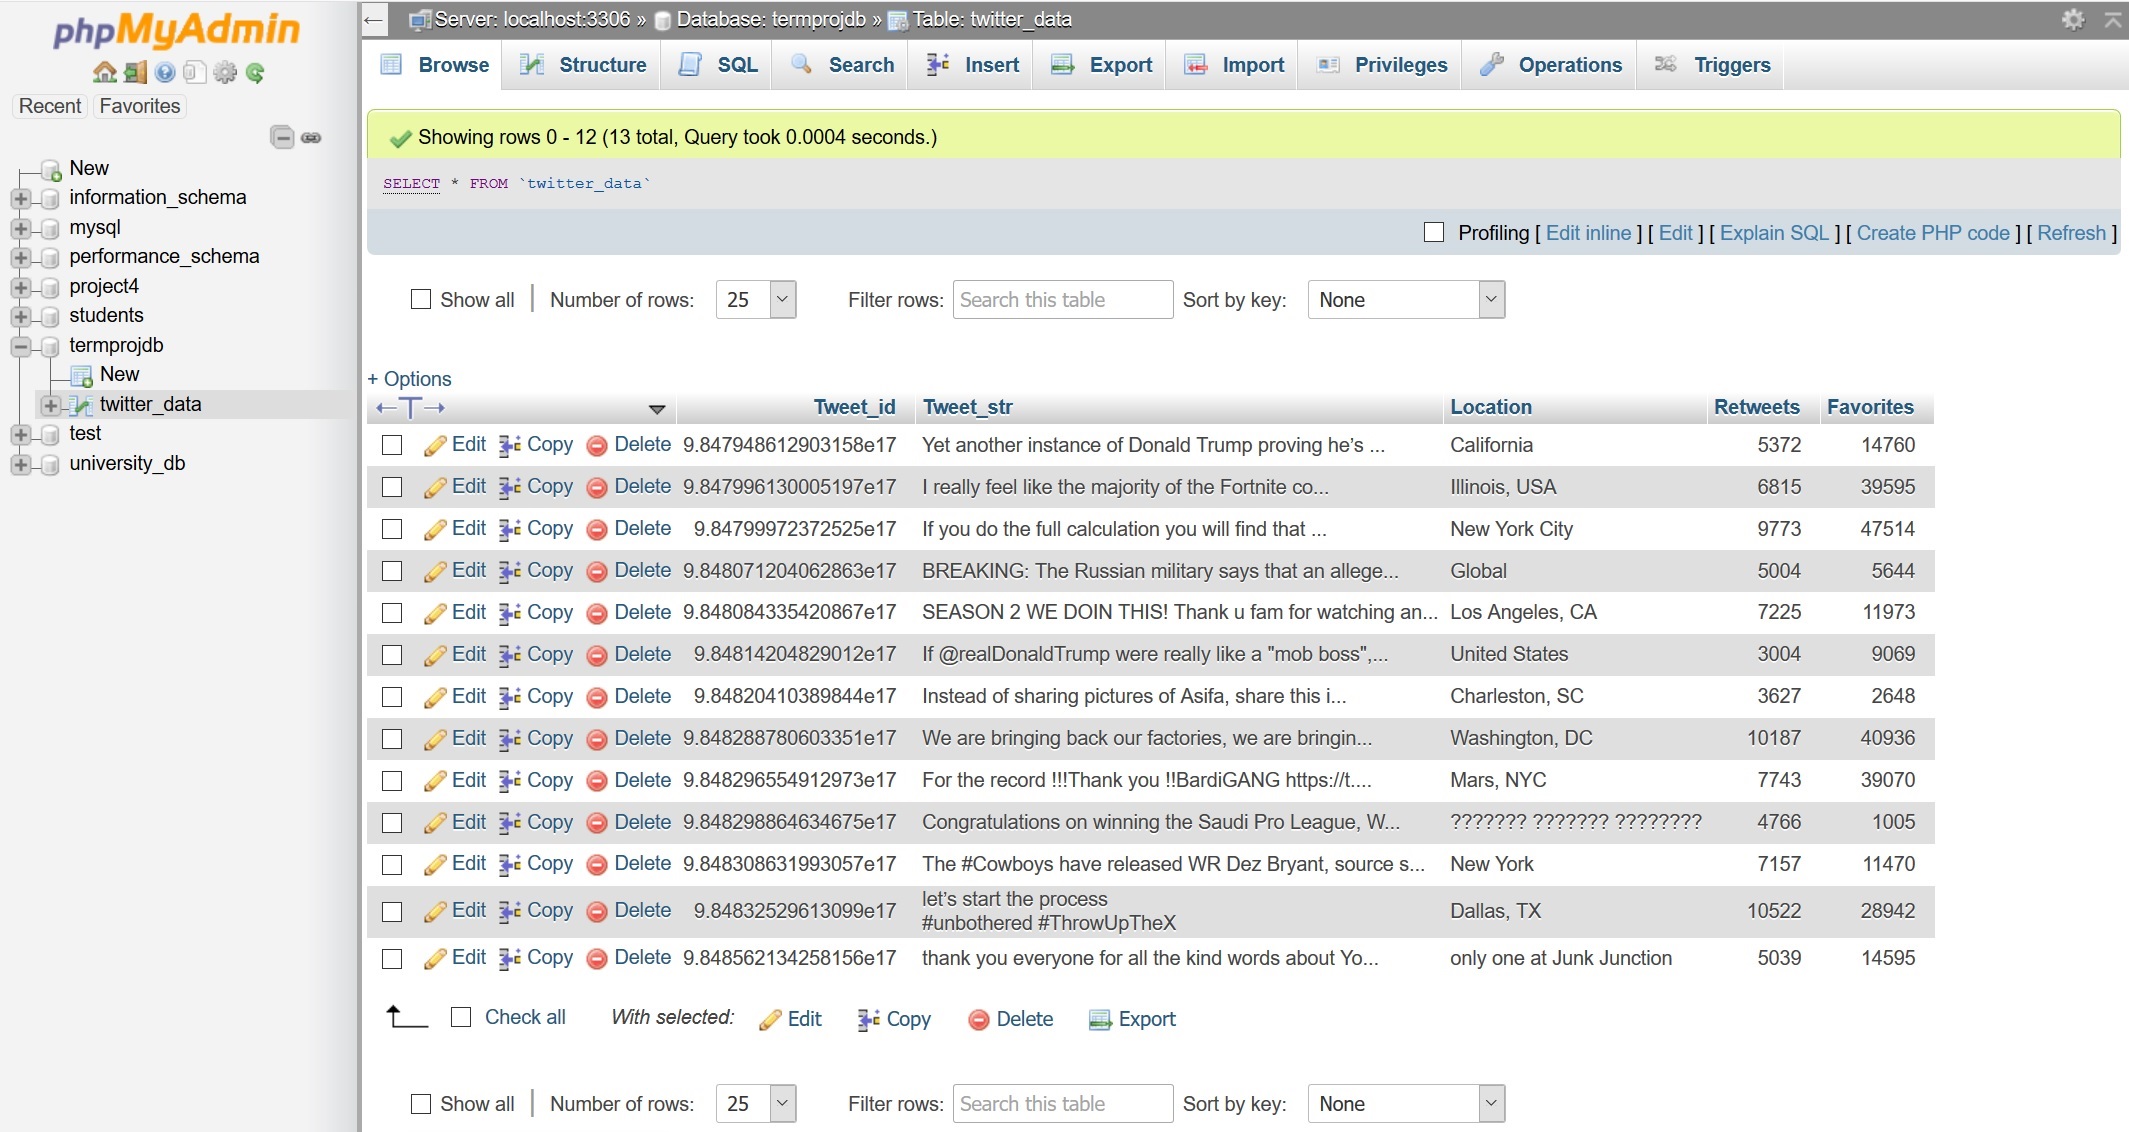 phpMyAdmin
Recent Favorites
New
information_schema
mysql
performance_schema
project4
students
termprojdb
New
twitter_data
test
university_db
Server: localhost:3306 » Database: termprojdb » Table: twitter_data
Browse Structure SQL Search Insert Export Import Privileges Operations Triggers
Showing rows 0 - 12 (13 total, Query took 0.0004 seconds.)
SELECT * FROM `twitter_data`
Profiling [ Edit inline ] [ Edit ] [ Explain SQL ] [ Create PHP code ] [ Refresh ]
Show all Number of rows: 25 Filter rows: Search this table Sort by key: None
+ Options
Tweet_id Tweet_str Location Retweets Favorites
Edit Copy Delete 9.847948612903158e17 Yet another instance of Donald Trump proving he’s ... California 5372 14760
Edit Copy Delete 9.847996130005197e17 I really feel like the majority of the Fortnite co... Illinois, USA 6815 39595
Edit Copy Delete 9.84799972372525e17 If you do the full calculation you will find that ... New York City 9773 47514
Edit Copy Delete 9.848071204062863e17 BREAKING: The Russian military says that an allege... Global 5004 5644
Edit Copy Delete 9.848084335420867e17 SEASON 2 WE DOIN THIS! Thank u fam for watching an... Los Angeles, CA 7225 11973
Edit Copy Delete 9.84814204829012e17 If @realDonaldTrump were really like a "mob boss",... United States 3004 9069
Edit Copy Delete 9.84820410389844e17 Instead of sharing pictures of Asifa, share this i... Charleston, SC 3627 2648
Edit Copy Delete 9.848288780603351e17 We are bringing back our factories, we are bringin... Washington, DC 10187 40936
Edit Copy Delete 9.848296554912973e17 For the record !!!Thank you !!BardiGANG https://t.... Mars, NYC 7743 39070
Edit Copy Delete 9.848298864634675e17 Congratulations on winning the Saudi Pro League, W... ??????? ??????? ???????? 4766 1005
Edit Copy Delete 9.848308631993057e17 The #Cowboys have released WR Dez Bryant, source s... New York 7157 11470
Edit Copy Delete 9.84832529613099e17 let’s start the process
#unbothered #ThrowUpTheX Dallas, TX 10522 28942
Edit Copy Delete 9.848562134258156e17 thank you everyone for all the kind words about Yo... only one at Junk Junction 5039 14595
Check all With selected: Edit Copy Delete Export
Show all Number of rows: 25 Filter rows: Search this table Sort by key: None